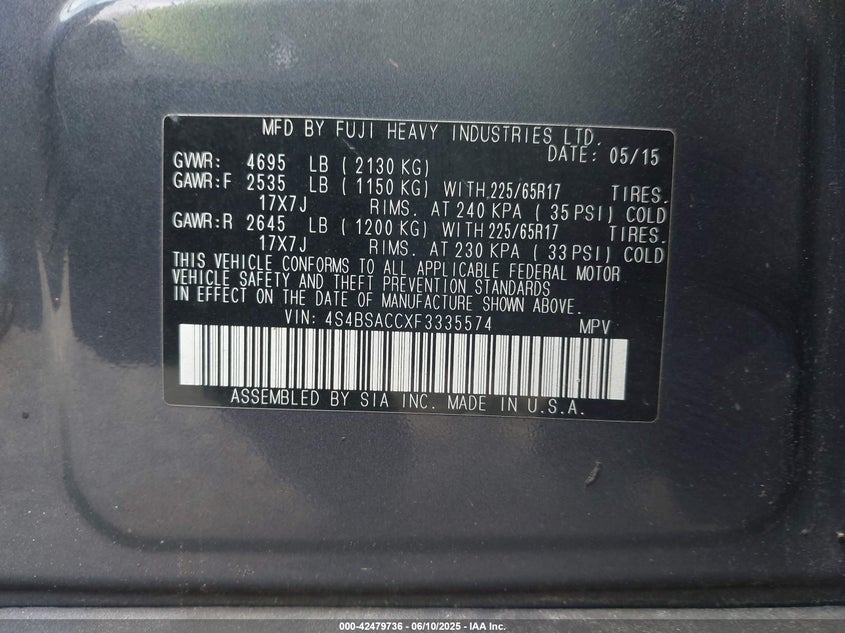 MFD BY FUJI HEAVY INDUSTRIES LTD.
DATE: 05/15
GVWR: 4695 LB ( 2130 KG)
GAWR:F 2535 LB ( 1150 KG) WITH 225/65R17 TIRES.
17X7J RIMS. AT 240 KPA ( 35 PSI) COLD
GAWR:R 2645 LB ( 1200 KG) WITH 225/65R17 TIRES.
17X7J RIMS. AT 230 KPA ( 33 PSI) COLD
THIS VEHICLE CONFORMS TO ALL APPLICABLE FEDERAL MOTOR
VEHICLE SAFETY AND THEFT PREVENTION STANDARDS
IN EFFECT ON THE DATE OF MANUFACTURE SHOWN ABOVE.
VIN: 4S4BSACCXF3335574 MPV
ASSEMBLED BY SIA INC. MADE IN U.S.A.
000-42479736 - 06/10/2025 - IAA Inc.